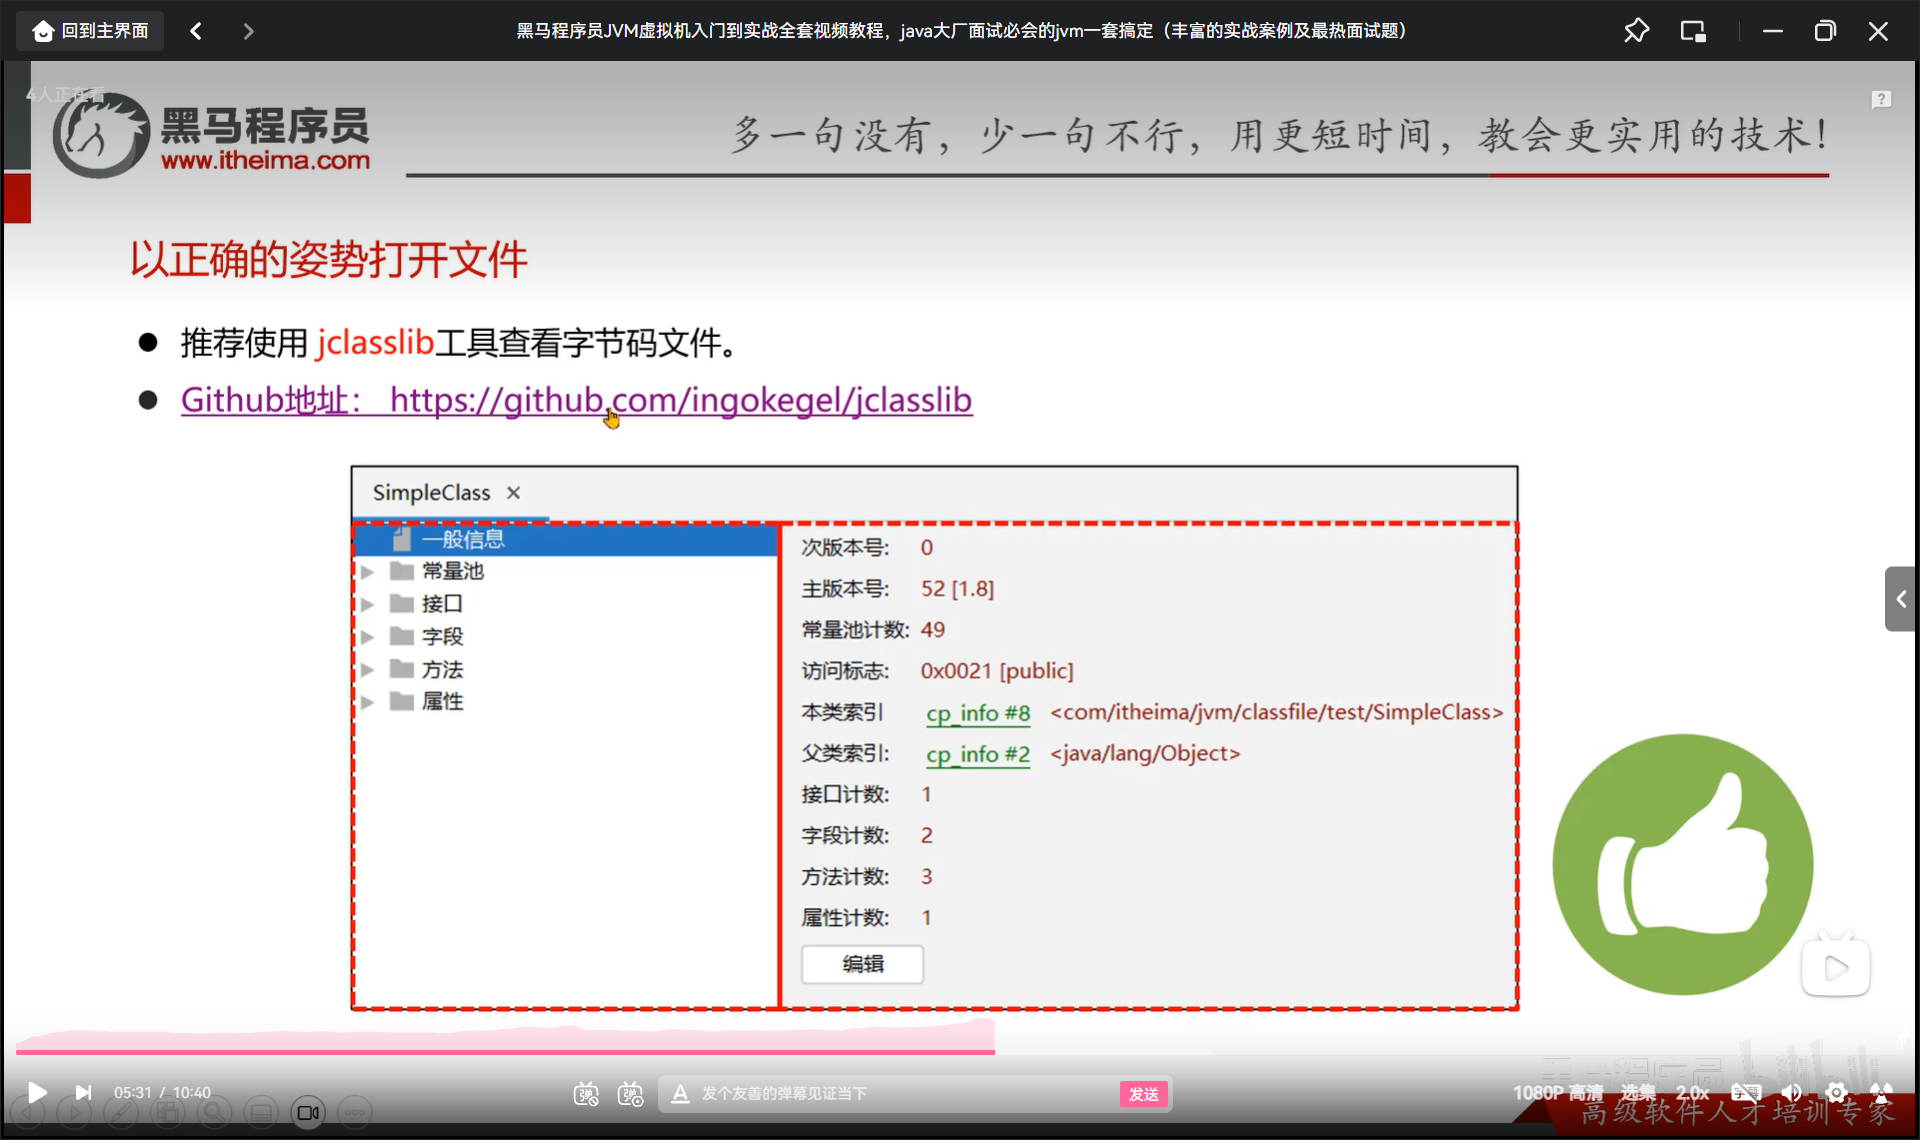 回到主界面
黑马程序员JVM虚拟机入门到实战全套视频教程，java大厂面试必会的jvm一套搞定（丰富的实战案例及最热面试题）
4人正在看
黑马程序员
www.itheima.com
多一句没有，少一句不行，用更短时间，教会更实用的技术！
以正确的姿势打开文件
● 推荐使用 jclasslib工具查看字节码文件。
● Github地址： https://github.com/ingokegel/jclasslib
SimpleClass
一般信息
常量池
接口
字段
方法
属性
次版本号: 0
主版本号: 52 [1.8]
常量池计数: 49
访问标志: 0x0021 [public]
本类索引 cp_info #8 <com/itheima/jvm/classfile/test/SimpleClass>
父类索引: cp_info #2 <java/lang/Object>
接口计数: 1
字段计数: 2
方法计数: 3
属性计数: 1
编辑
05:31 / 10:40
弹
弹
A 发个友善的弹幕见证当下
发送
1080P 高清
选集
2.0x
字幕
黑马程序员
bilibili
高级软件人才培训专家